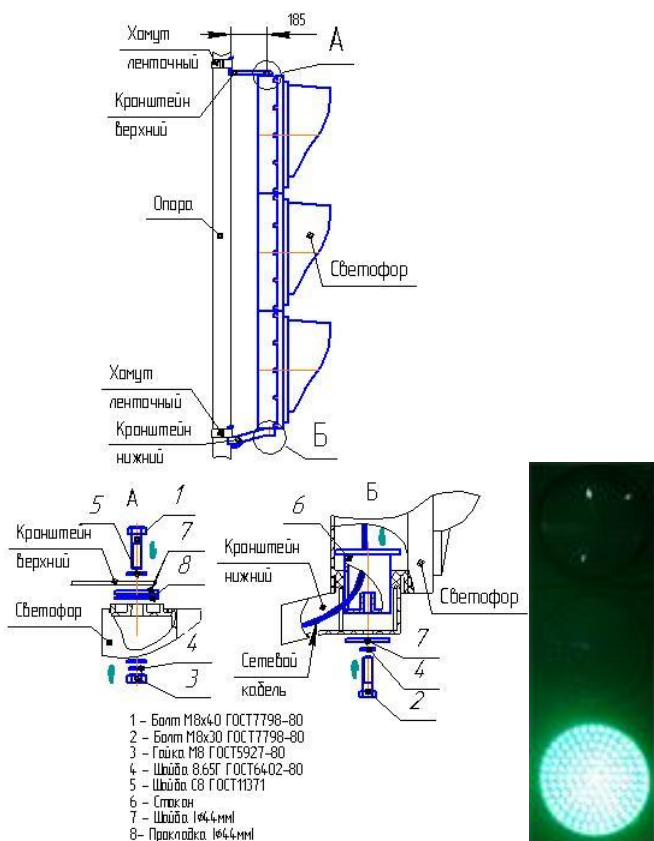 185
Хомут
ленточный
А
Кронштейн
верхний
Опора
Светофор
Хомут
ленточный
Кронштейн
нижний
Б
5 А 1
7
Кронштейн
верхний
8
Светофор
4
3
Б
6
Кронштейн
нижний
Светофор
Сетевой
кабель
7
4
2
1 – Болт М8х40 ГОСТ7798-80
2 – Болт М8х30 ГОСТ7798-80
3 – Гайка М8 ГОСТ5927-80
4 – Шайба 8.65Г ГОСТ6402-80
5 – Шайба С8 ГОСТ11371
6 – Стакан
7 – Шайба (φ44мм)
8– Прокладка (φ44мм)